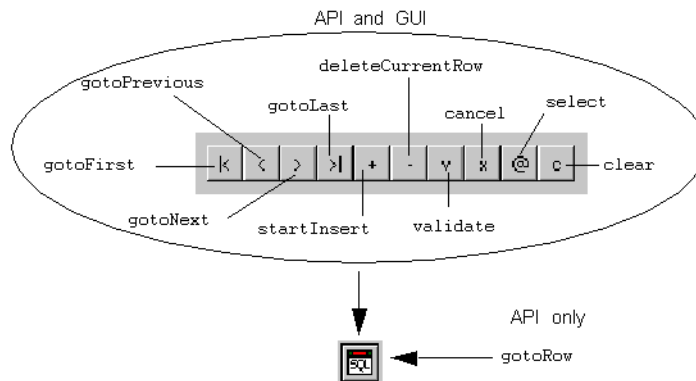 API and GUI
deleteCurrentRow
gotoPrevious
gotoLast
cancel
select
gotoFirst
|< < > >| + - v x @ c
clear
gotoNext
startInsert
validate
API only
SQL
gotoRow